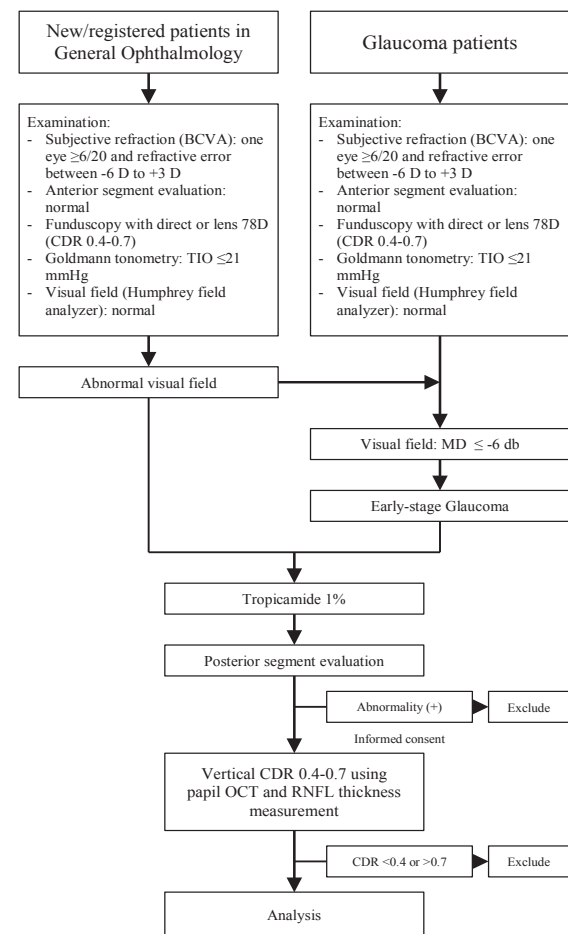 New/registered patients in
General Ophthalmology
Glaucoma patients
Examination:
- Subjective refraction (BCVA): one
eye ≥6/20 and refractive error
between -6 D to +3 D
- Anterior segment evaluation:
normal
- Funduscopy with direct or lens 78D
(CDR 0.4-0.7)
- Goldmann tonometry: TIO ≤21
mmHg
- Visual field (Humphrey field
analyzer): normal
Examination:
- Subjective refraction (BCVA): one
eye ≥6/20 and refractive error
between -6 D to +3 D
- Anterior segment evaluation:
normal
- Funduscopy with direct or lens 78D
(CDR 0.4-0.7)
- Goldmann tonometry: TIO ≤21
mmHg
- Visual field (Humphrey field
analyzer): normal
Abnormal visual field
Visual field: MD ≤ -6 db
Early-stage Glaucoma
Tropicamide 1%
Posterior segment evaluation
Abnormality (+)
Exclude
Informed consent
Vertical CDR 0.4-0.7 using
papil OCT and RNFL thickness
measurement
CDR <0.4 or >0.7
Exclude
Analysis